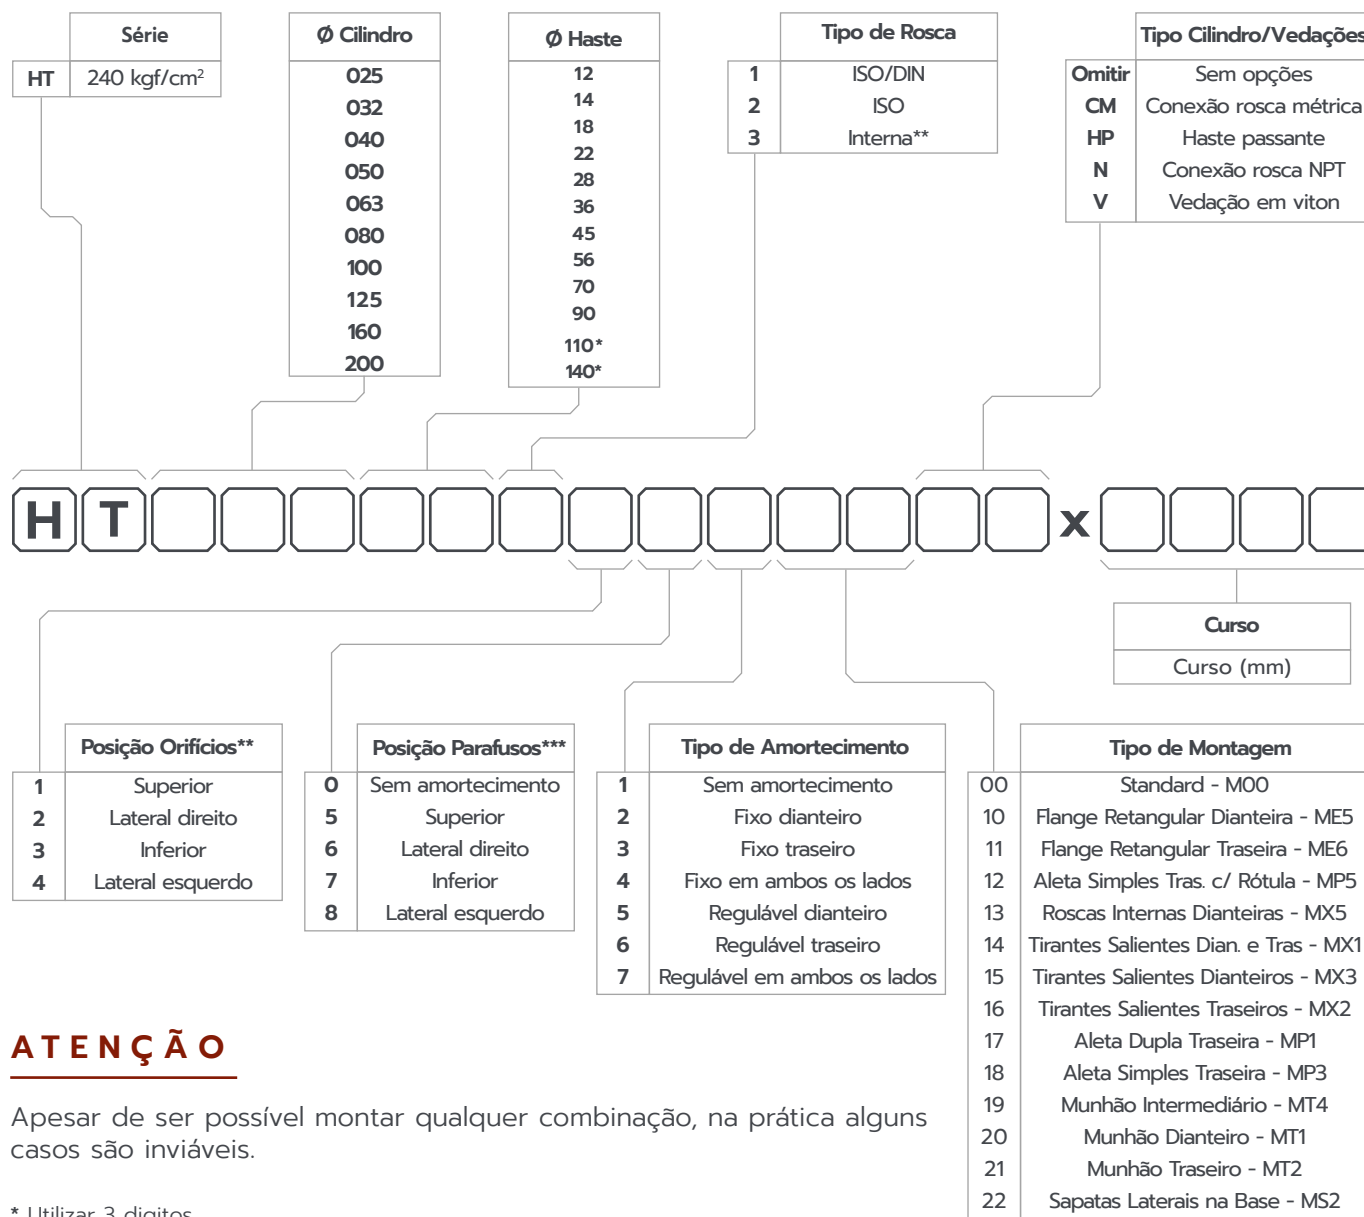 Série
HT 240 kgf/cm²
Ø Cilindro
025
032
040
050
063
080
100
125
160
200
Ø Haste
12
14
18
22
28
36
45
56
70
90
110*
140*
Tipo de Rosca
1 ISO/DIN
2 ISO
3 Interna**
Tipo Cilindro/Vedações
Omitir Sem opções
CM Conexão rosca métrica
HP Haste passante
N Conexão rosca NPT
V Vedação em viton
H T x
Curso
Curso (mm)
Posição Orifícios**
1 Superior
2 Lateral direito
3 Inferior
4 Lateral esquerdo
Posição Parafusos***
0 Sem amortecimento
5 Superior
6 Lateral direito
7 Inferior
8 Lateral esquerdo
Tipo de Amortecimento
1 Sem amortecimento
2 Fixo dianteiro
3 Fixo traseiro
4 Fixo em ambos os lados
5 Regulável dianteiro
6 Regulável traseiro
7 Regulável em ambos os lados
Tipo de Montagem
00 Standard - M00
10 Flange Retangular Dianteira - ME5
11 Flange Retangular Traseira - ME6
12 Aleta Simples Tras. c/ Rótula - MP5
13 Roscas Internas Dianteiras - MX5
14 Tirantes Salientes Dian. e Tras - MX1
15 Tirantes Salientes Dianteiros - MX3
16 Tirantes Salientes Traseiros - MX2
17 Aleta Dupla Traseira - MP1
18 Aleta Simples Traseira - MP3
19 Munhão Intermediário - MT4
20 Munhão Dianteiro - MT1
21 Munhão Traseiro - MT2
22 Sapatas Laterais na Base - MS2
ATENÇÃO
Apesar de ser possível montar qualquer combinação, na prática alguns
casos são inviáveis.
* Utilizar 3 digitos